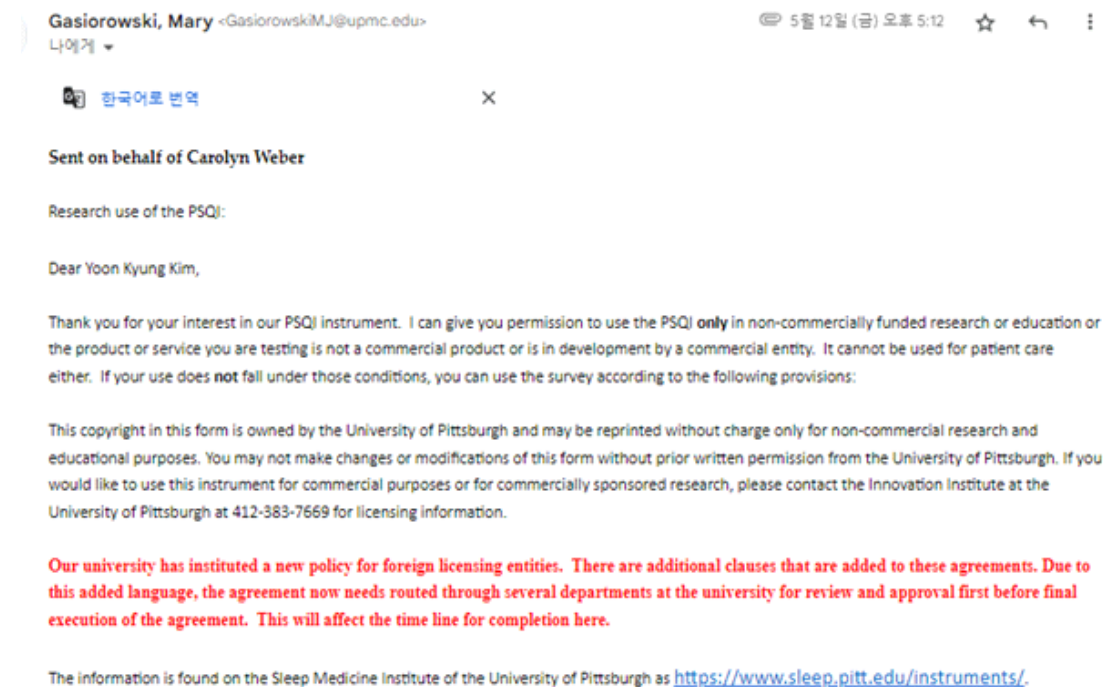 Gasiorowski, Mary <GasiorowskiMJ@upmc.edu>
5월 12일 (금) 오후 5:12
나에게
한국어로 번역
Sent on behalf of Carolyn Weber
Research use of the PSQI:
Dear Yoon Kyung Kim,
Thank you for your interest in our PSQI instrument. I can give you permission to use the PSQI only in non-commercially funded research or education or
the product or service you are testing is not a commercial product or is in development by a commercial entity. It cannot be used for patient care
either. If your use does not fall under those conditions, you can use the survey according to the following provisions:
This copyright in this form is owned by the University of Pittsburgh and may be reprinted without charge only for non-commercial research and
educational purposes. You may not make changes or modifications of this form without prior written permission from the University of Pittsburgh. If you
would like to use this instrument for commercial purposes or for commercially sponsored research, please contact the Innovation Institute at the
University of Pittsburgh at 412-383-7669 for licensing information.
Our university has instituted a new policy for foreign licensing entities. There are additional clauses that are added to these agreements. Due to
this added language, the agreement now needs routed through several departments at the university for review and approval first before final
execution of the agreement. This will affect the time line for completion here.
The information is found on the Sleep Medicine Institute of the University of Pittsburgh as https://www.sleep.pitt.edu/instruments/.